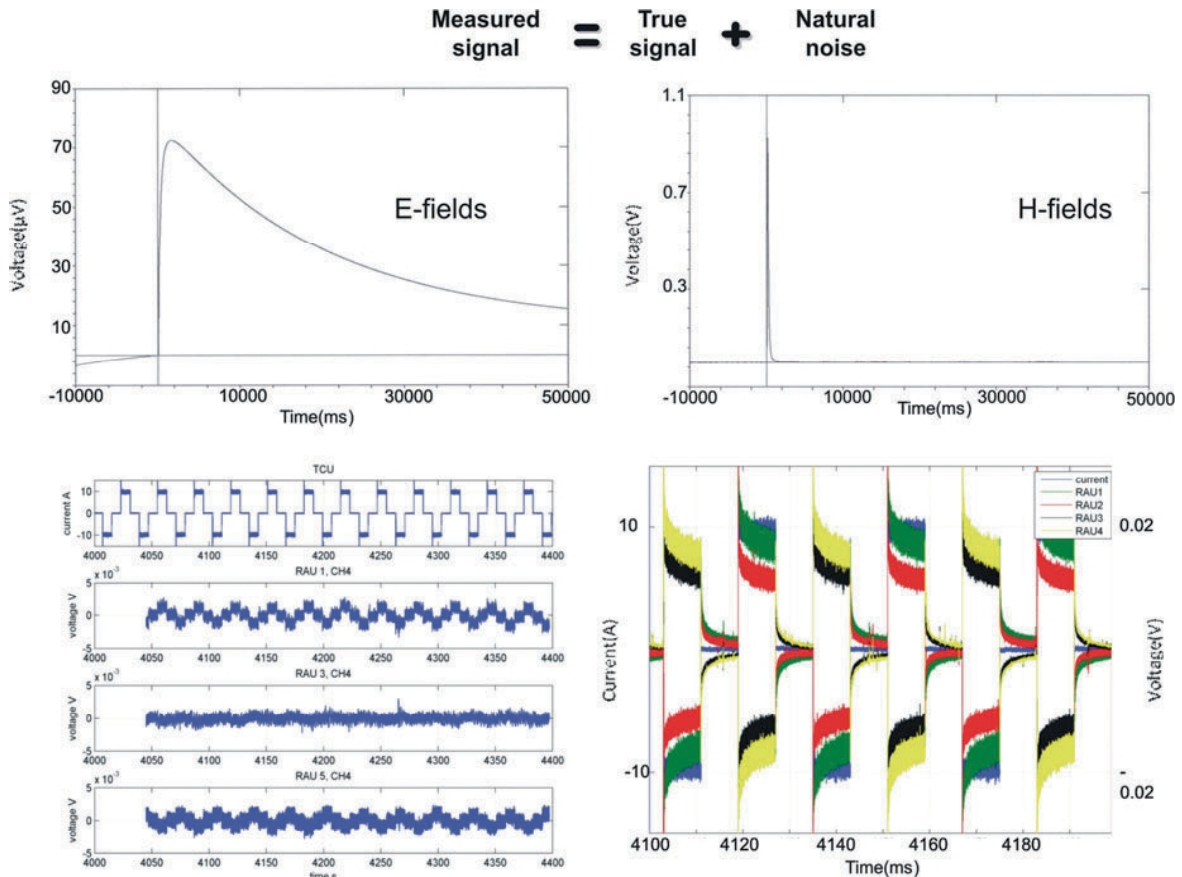 Measured signal = True signal + Natural noise
90
70
50
30
10
Voltage(µV)
E-fields
-10000
10000
30000
50000
Time(ms)
1.1
0.7
0.3
Voltage(V)
H-fields
-10000
10000
30000
50000
Time(ms)
TCU
10
0
-10
current A
4000 4050 4100 4150 4200 4250 4300 4350 4400
x 10⁻³
RAU 1, CH4
5
0
-5
voltage V
4000 4050 4100 4150 4200 4250 4300 4350 4400
x 10⁻³
RAU 3, CH4
5
0
-5
voltage V
4000 4050 4100 4150 4200 4250 4300 4350 4400
x 10⁻³
RAU 5, CH4
5
0
-5
voltage V
4000 4050 4100 4150 4200 4250 4300 4350 4400
time s
current
RAU1
RAU2
RAU3
RAU4
10
-10
Current(A)
0.02
-
0.02
Voltage(V)
4100 4120 4140 4160 4180
Time(ms)